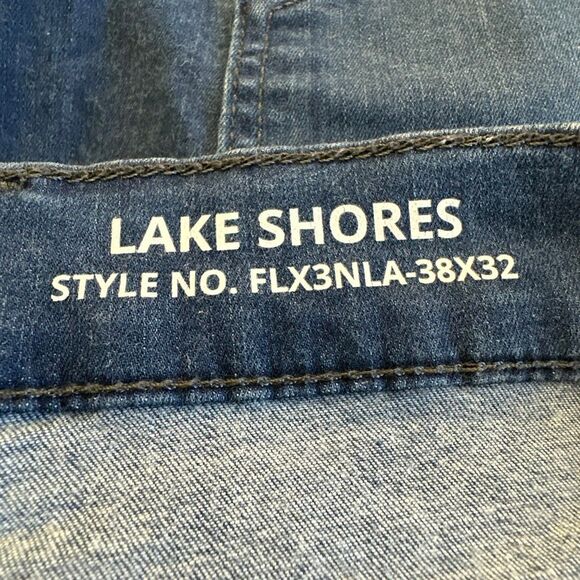 LAKE SHORES
STYLE NO. FLX3NLA-38X32